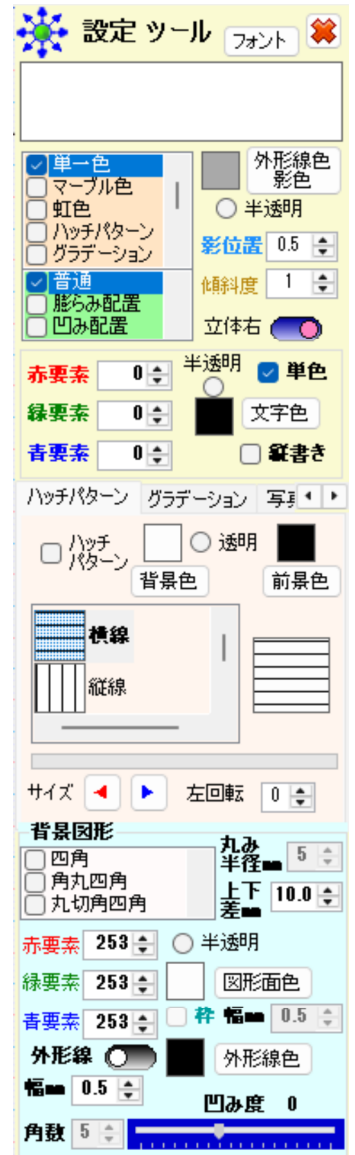 設定 ツール フォント
単一色
マーブル色
虹色
ハッチパターン
グラデーション
外形線色
影色
半透明
影位置 0.5
普通
膨らみ配置
凹み配置
傾斜度 1
立体右
赤要素 0 半透明 単色
緑要素 0 文字色
青要素 0 縦書き
ハッチパターン グラデーション 写真
ハッチ
パターン
透明
背景色 前景色
横線
縦線
サイズ 左回転 0
背景図形
四角
角丸四角
丸切角四角
丸み
半径mm 5
上下
差mm 10.0
赤要素 253 半透明
緑要素 253 図形面色
青要素 253 枠 幅mm 0.5
外形線 外形線色
幅mm 0.5
凹み度 0
角数 5